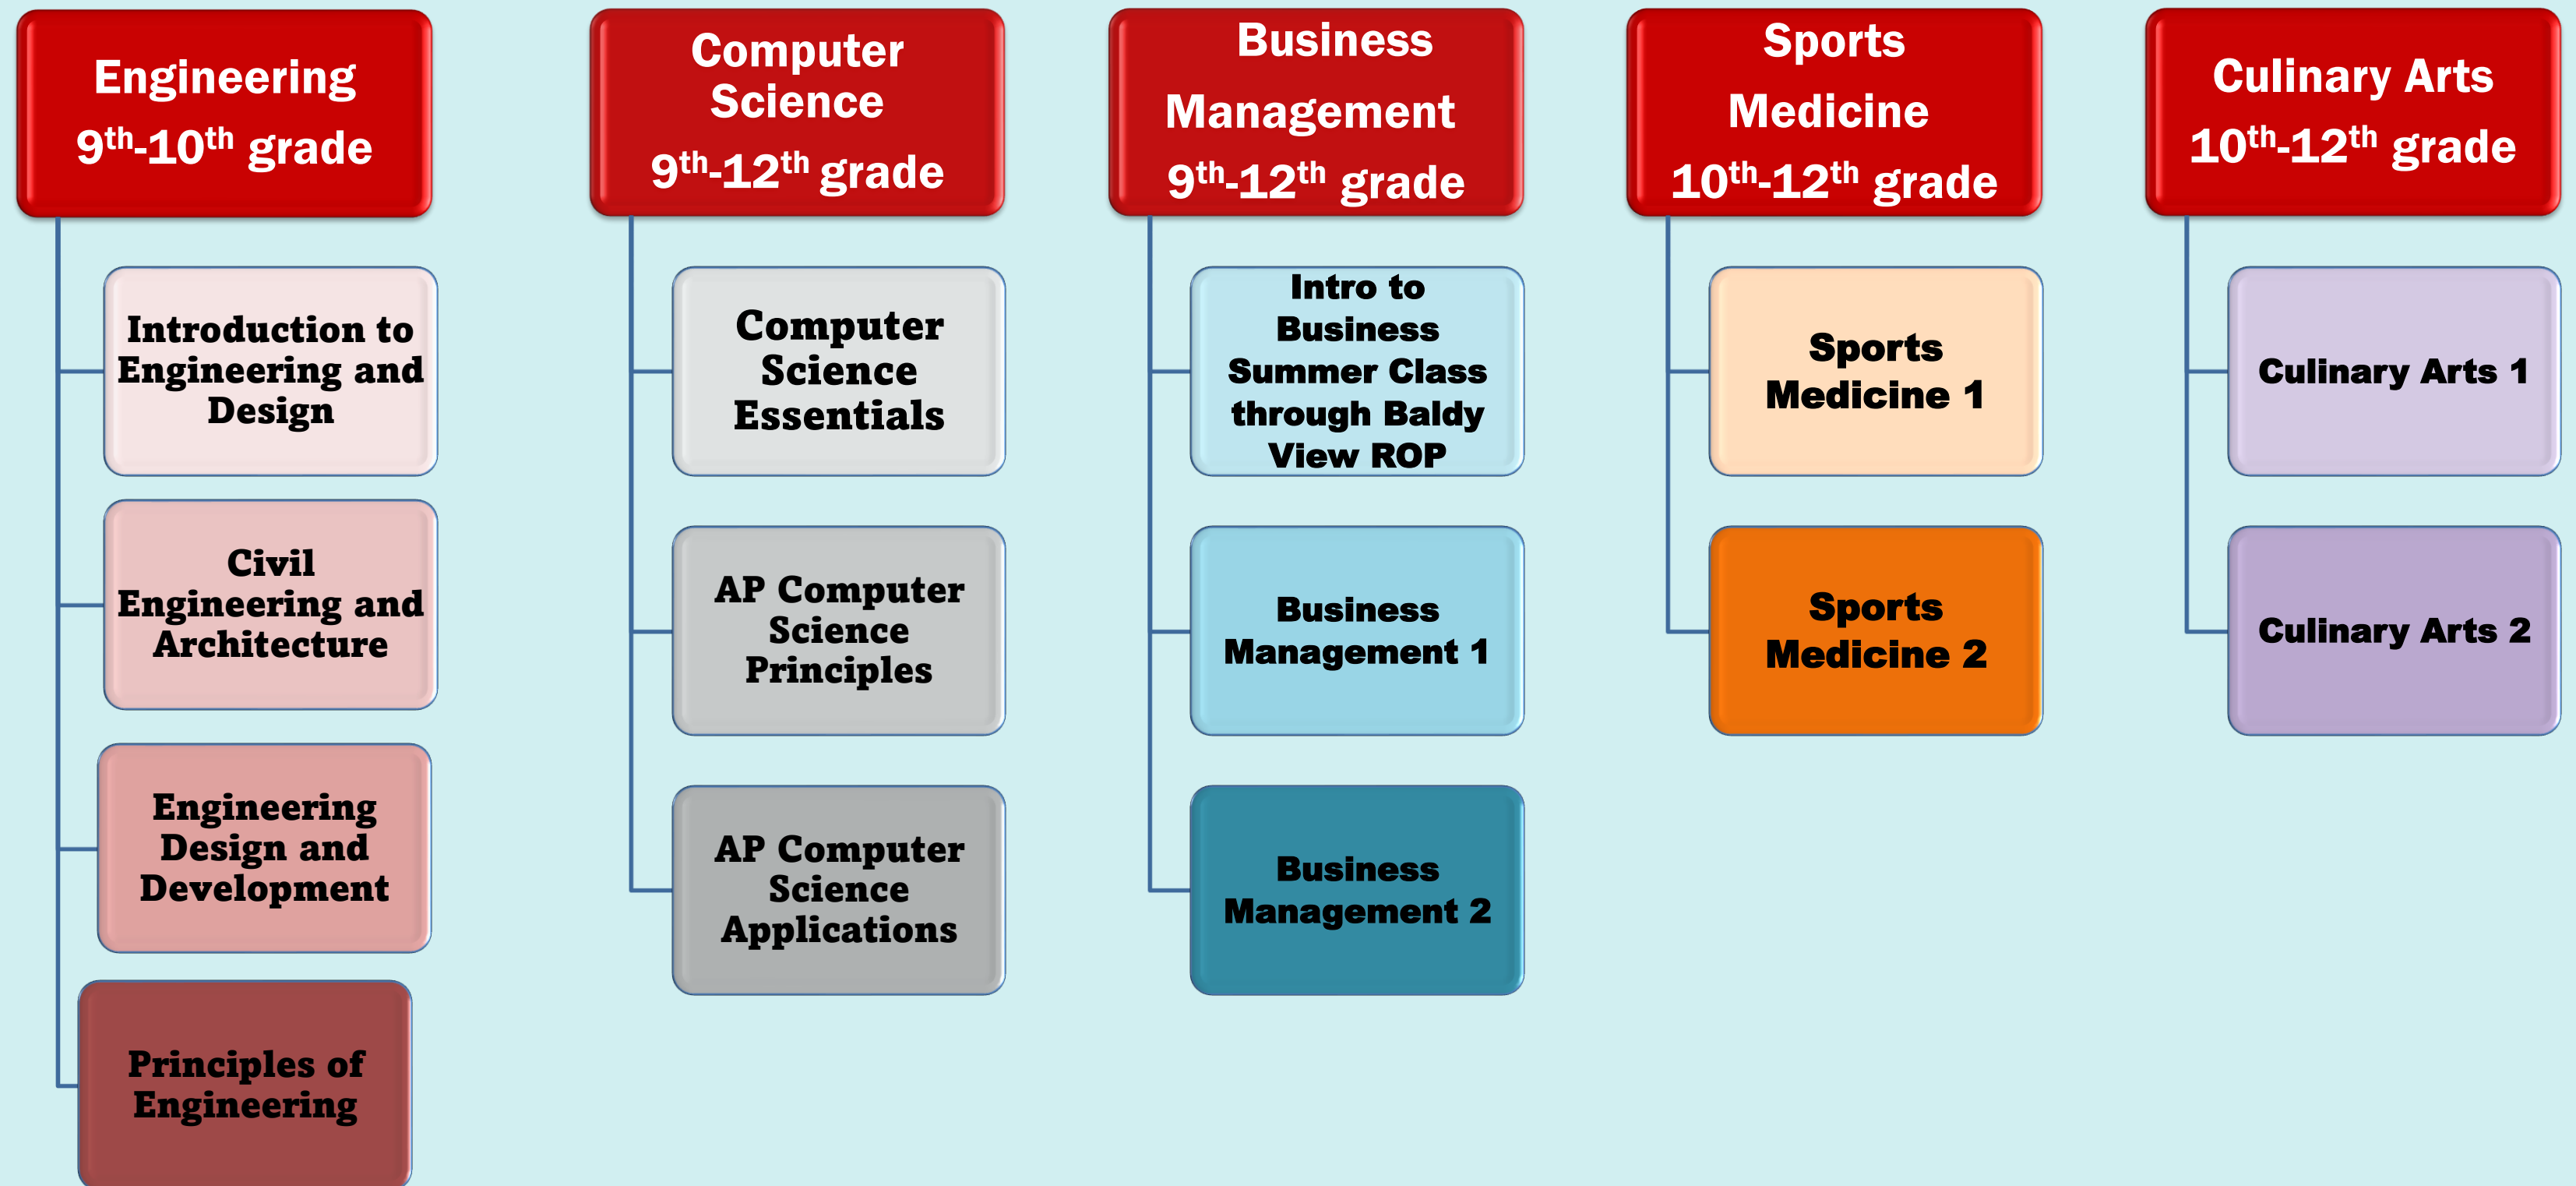 Engineering
9th-10th grade
Introduction to
Engineering and
Design
Civil
Engineering and
Architecture
Engineering
Design and
Development
Principles of
Engineering
Computer
Science
9th-12th grade
Computer
Science
Essentials
AP Computer
Science
Principles
AP Computer
Science
Applications
Business
Management
9th-12th grade
Intro to
Business
Summer Class
through Baldy
View ROP
Business
Management 1
Business
Management 2
Sports
Medicine
10th-12th grade
Sports
Medicine 1
Sports
Medicine 2
Culinary Arts
10th-12th grade
Culinary Arts 1
Culinary Arts 2